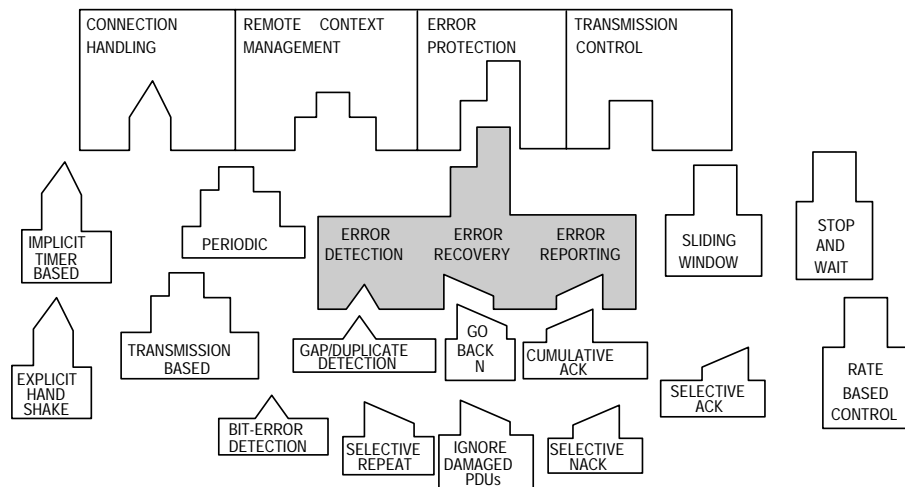 CONNECTION
HANDLING
REMOTE CONTEXT
MANAGEMENT
ERROR
PROTECTION
TRANSMISSION
CONTROL
IMPLICIT
TIMER
BASED
PERIODIC
ERROR
DETECTION
ERROR
RECOVERY
ERROR
REPORTING
SLIDING
WINDOW
STOP
AND
WAIT
EXPLICIT
HAND
SHAKE
TRANSMISSION
BASED
GAP/DUPLICATE
DETECTION
GO
BACK
N
CUMULATIVE
ACK
SELECTIVE
ACK
RATE
BASED
CONTROL
BIT-ERROR
DETECTION
SELECTIVE
REPEAT
IGNORE
DAMAGED
PDUs
SELECTIVE
NACK